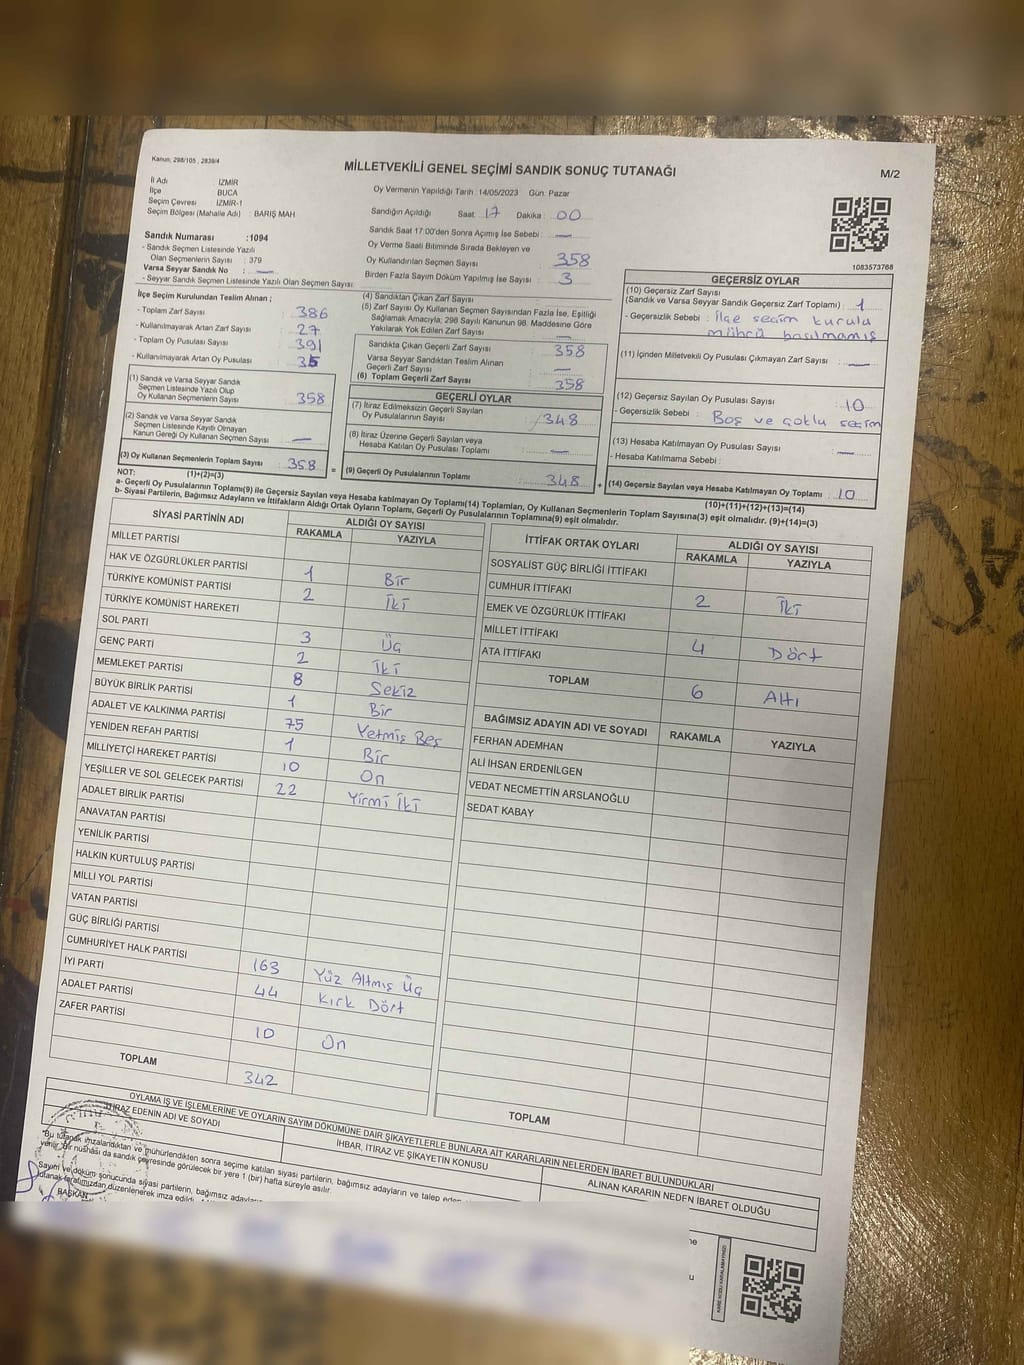 Kanun: 298/105 , 2839/4
MİLLETVEKİLİ GENEL SEÇİMİ SANDIK SONUÇ TUTANAĞI
M/2
İl Adı : İZMİR
İlçe BUCA
Seçim Çevresi : İZMİR-1
Seçim Bölgesi (Mahalle Adı) : BARIŞ MAH
Sandık Numarası :1094
- Sandık Seçmen Listesinde Yazılı
Olan Seçmenlerin Sayısı : 379
Varsa Seyyar Sandık No : —
- Seyyar Sandık Seçmen Listesinde Yazılı Olan Seçmen Sayısı:
Oy Vermenin Yapıldığı Tarih :14/05/2023 Gün: Pazar
Sandığın Açıldığı Saat: 17 Dakika : 00
Sandık Saat 17:00'den Sonra Açımış İse Sebebi : —
Oy Verme Saati Bitiminde Sırada Bekleyen ve
Oy Kullandırılan Seçmen Sayısı 358
Birden Fazla Sayım Döküm Yapılmış İse Sayısı : 3
1083573768
İlçe Seçim Kurulundan Teslim Alınan ;
- Toplam Zarf Sayısı : 386
- Kullanılmayarak Artan Zarf Sayısı : 27
- Toplam Oy Pusulası Sayısı : 391
- Kullanılmayarak Artan Oy Pusulası : 35
(1) Sandık ve Varsa Seyyar Sandık
Seçmen Listesinde Yazılı Olup
Oy Kullanan Seçmenlerin Sayısı : 358
(2) Sandık ve Varsa Seyyar Sandık
Seçmen Listesinde Kayıtlı Olmayan
Kanun Gereği Oy Kullanan Seçmen Sayısı : —
(3) Oy Kullanan Seçmenlerin Toplam Sayısı : 358 =
(1)+(2)=(3)
(4) Sandıktan Çıkan Zarf Sayısı :
(5) Zarf Sayısı Oy Kullanan Seçmen Sayısından Fazla İse, Eşitliği
Sağlamak Amacıyla; 298 Sayılı Kanunun 98. Maddesine Göre
Yakılarak Yok Edilen Zarf Sayısı : —
Sandıkta Çıkan Geçerli Zarf Sayısı : 358
Varsa Seyyar Sandıktan Teslim Alınan
Geçerli Zarf Sayısı : —
(6) Toplam Geçerli Zarf Sayısı : 358
GEÇERLİ OYLAR
(7) İtiraz Edilmeksizin Geçerli Sayılan
Oy Pusulalarının Sayısı : 348
(8) İtiraz Üzerine Geçerli Sayılan veya
Hesaba Katılan Oy Pusulası Toplamı : —
(9) Geçerli Oy Pusulalarının Toplamı : 348 +
GEÇERSİZ OYLAR
(10) Geçersiz Zarf Sayısı
(Sandık ve Varsa Seyyar Sandık Geçersiz Zarf Toplamı) : 1
- Geçersizlik Sebebi : İlçe seçim kurulu
mührü basılmamış
(11) İçinden Milletvekili Oy Pusulası Çıkmayan Zarf Sayısı : —
(12) Geçersiz Sayılan Oy Pusulası Sayısı : 10
- Geçersizlik Sebebi : Boş ve çoklu seçim
(13) Hesaba Katılmayan Oy Pusulası Sayısı : —
- Hesaba Katılmama Sebebi :
(14) Geçersiz Sayılan veya Hesaba Katılmayan Oy Toplamı : 10
(10)+(11)+(12)+(13)=(14)
NOT:
a- Geçerli Oy Pusulalarının Toplamı(9) ile Geçersiz Sayılan veya Hesaba katılmayan Oy Toplamı(14) Toplamları, Oy Kullanan Seçmenlerin Toplam Sayısına(3) eşit olmalıdır. (9)+(14)=(3)
b- Siyasi Partilerin, Bağımsız Adayların ve İttifakların Aldığı Ortak Oyların Toplamı, Geçerli Oy Pusulalarının Toplamına(9) eşit olmalıdır.
SİYASİ PARTİNİN ADI ALDIĞI OY SAYISI
RAKAMLA YAZIYLA
MİLLET PARTİSİ
HAK VE ÖZGÜRLÜKLER PARTİSİ 1 Bir
TÜRKİYE KOMÜNİST PARTİSİ 2 İki
TÜRKİYE KOMÜNİST HAREKETİ
SOL PARTİ 3 Üç
GENÇ PARTİ 2 İki
MEMLEKET PARTİSİ 8 Sekiz
BÜYÜK BİRLİK PARTİSİ 1 Bir
ADALET VE KALKINMA PARTİSİ 75 Yetmiş Beş
YENİDEN REFAH PARTİSİ 1 Bir
MİLLİYETÇİ HAREKET PARTİSİ 10 On
YEŞİLLER VE SOL GELECEK PARTİSİ 22 Yirmi İki
ADALET BİRLİK PARTİSİ
ANAVATAN PARTİSİ
YENİLİK PARTİSİ
HALKIN KURTULUŞ PARTİSİ
MİLLİ YOL PARTİSİ
VATAN PARTİSİ
GÜÇ BİRLİĞİ PARTİSİ
CUMHURİYET HALK PARTİSİ 163 Yüz Altmış Üç
İYİ PARTİ 44 Kırk Dört
ADALET PARTİSİ
ZAFER PARTİSİ 10 On
TOPLAM 342
İTTİFAK ORTAK OYLARI ALDIĞI OY SAYISI
RAKAMLA YAZIYLA
SOSYALİST GÜÇ BİRLİĞİ İTTİFAKI
CUMHUR İTTİFAKI 2 İki
EMEK VE ÖZGÜRLÜK İTTİFAKI
MİLLET İTTİFAKI 4 Dört
ATA İTTİFAKI
TOPLAM 6 Altı
BAĞIMSIZ ADAYIN ADI VE SOYADI RAKAMLA YAZIYLA
FERHAN ADEMHAN
ALİ İHSAN ERDENİLGEN
VEDAT NECMETTİN ARSLANOĞLU
SEDAT KABAY
TOPLAM
OYLAMA İŞ VE İŞLEMLERİNE VE OYLARIN SAYIM DÖKÜMÜNE DAİR ŞİKAYETLERLE BUNLARA AİT KARARLARIN NELERDEN İBARET BULUNDUKLARI
İTİRAZ EDENİN ADI VE SOYADI İHBAR, İTİRAZ VE ŞİKAYETİN KONUSU ALINAN KARARIN NEDEN İBARET OLDUĞU
"Bu tutanak imzalandıktan ve mühürlendikten sonra seçime katılan siyasi partilerin, bağımsız adayların ve talep eden
verilir. Bir nüshası da sandık çevresinde görülecek bir yere 1 (bir) hafta süreyle asılır.
Sayım ve döküm sonucunda siyasi partilerin, bağımsız
tutanak tarafımızdan düzenlenerek imza edildi.
BAŞKAN